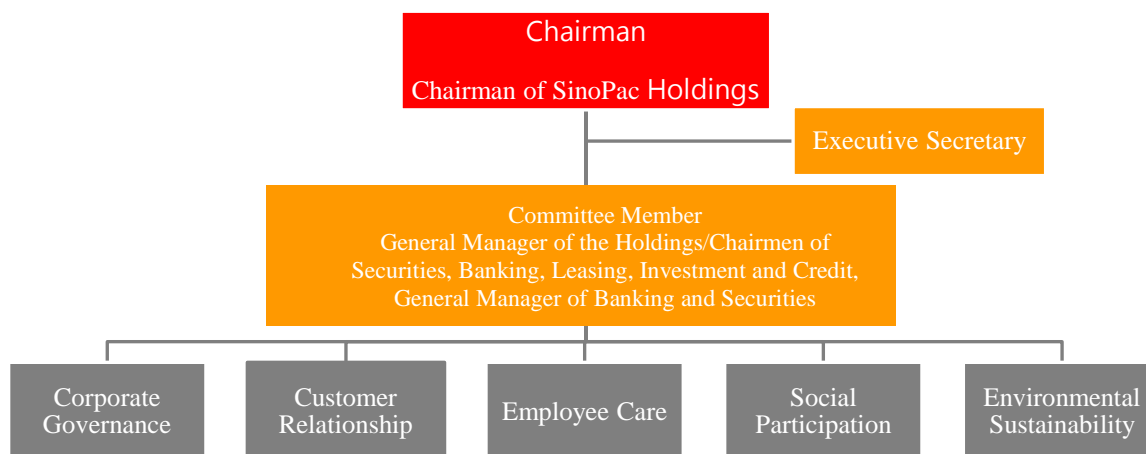 Chairman
Chairman of SinoPac Holdings
Executive Secretary
Committee Member
General Manager of the Holdings/Chairmen of
Securities, Banking, Leasing, Investment and Credit,
General Manager of Banking and Securities
Corporate
Governance
Customer
Relationship
Employee Care
Social
Participation
Environmental
Sustainability